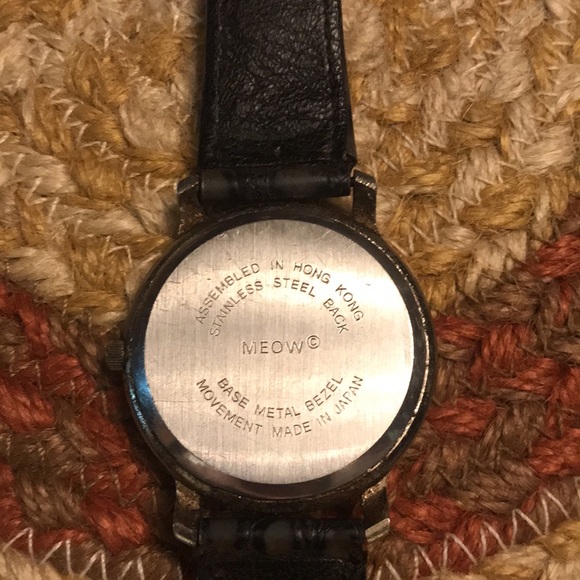 ASSEMBLED IN HONG KONG
STAINLESS STEEL BACK
MEOW©
BASE METAL BEZEL
MOVEMENT MADE IN JAPAN